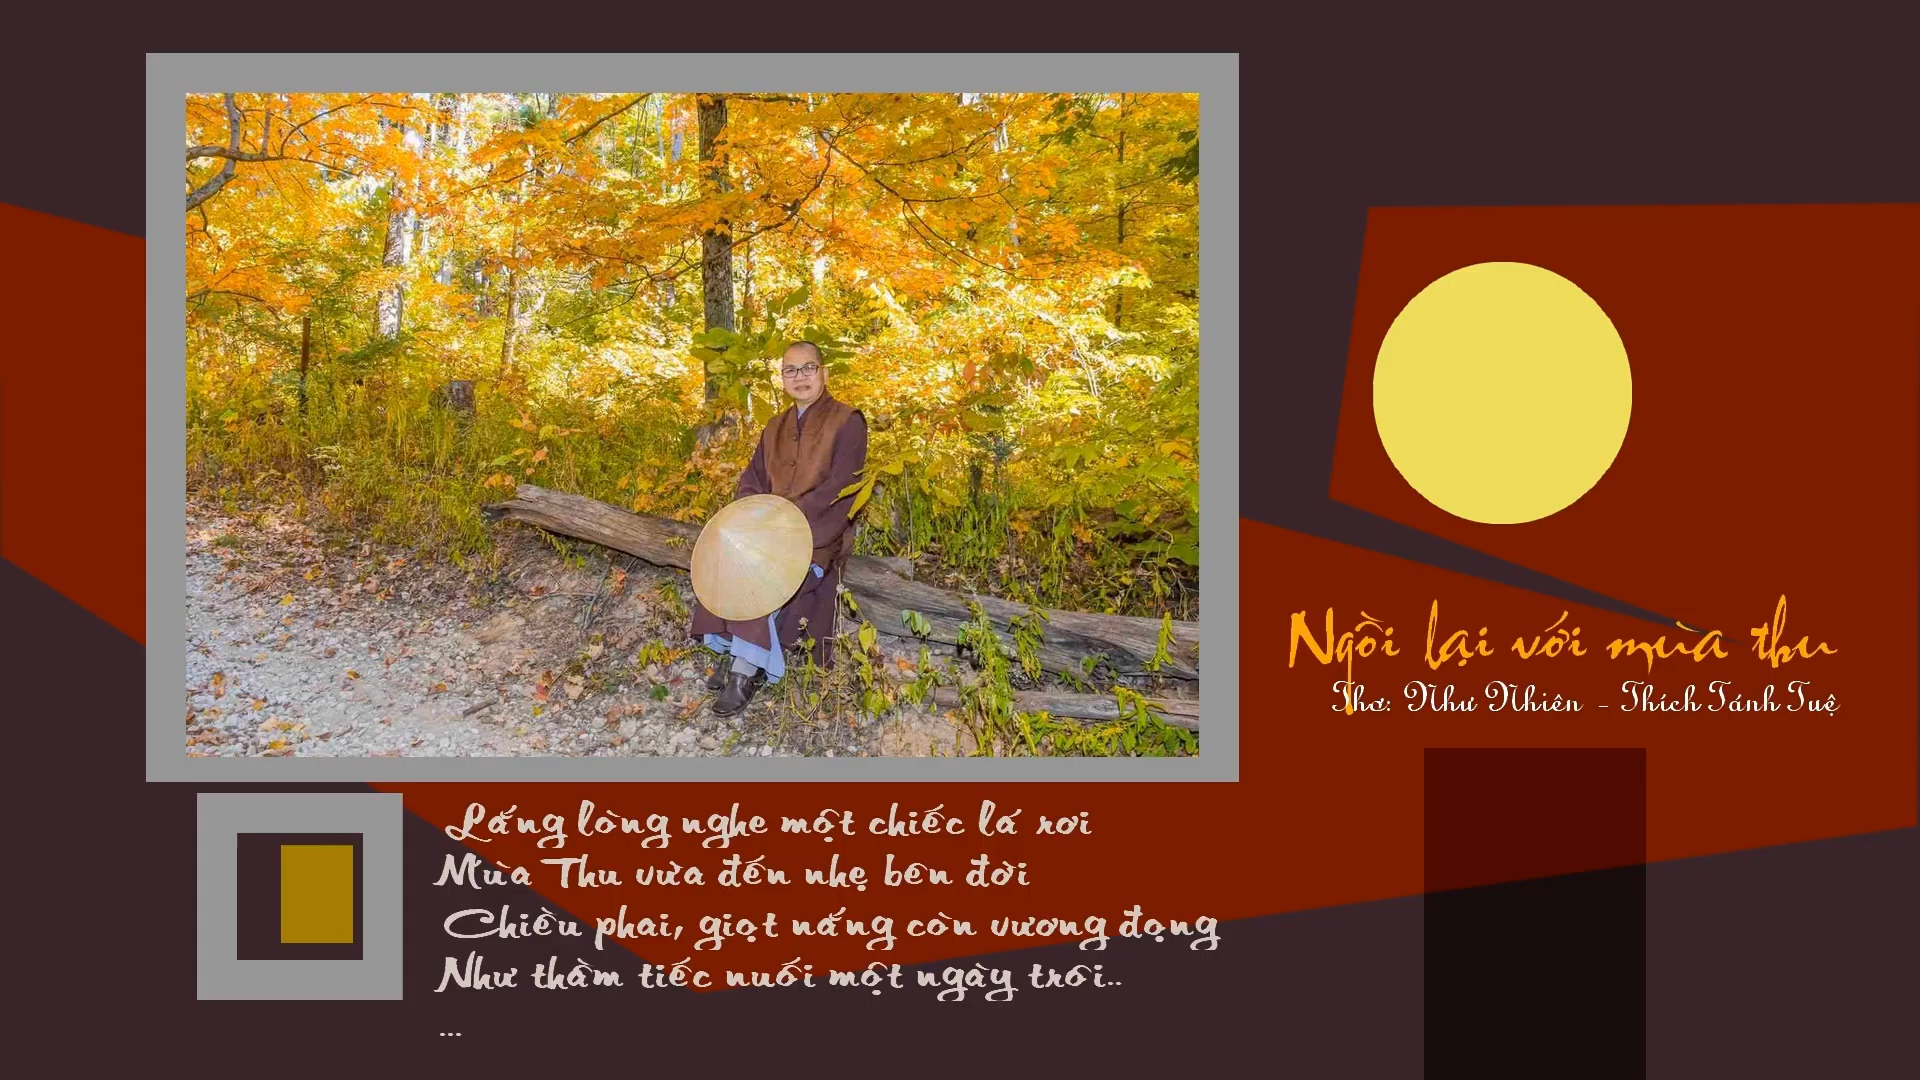 Ngồi lại với mùa thu
Thơ: Như Nhiên - Thích Tánh Tuệ
Lắng lòng nghe một chiếc lá rơi
Mùa Thu vừa đến nhẹ bên đời
Chiều phai, giọt nắng còn vương đọng
Như thầm tiếc nuối một ngày trôi..
...